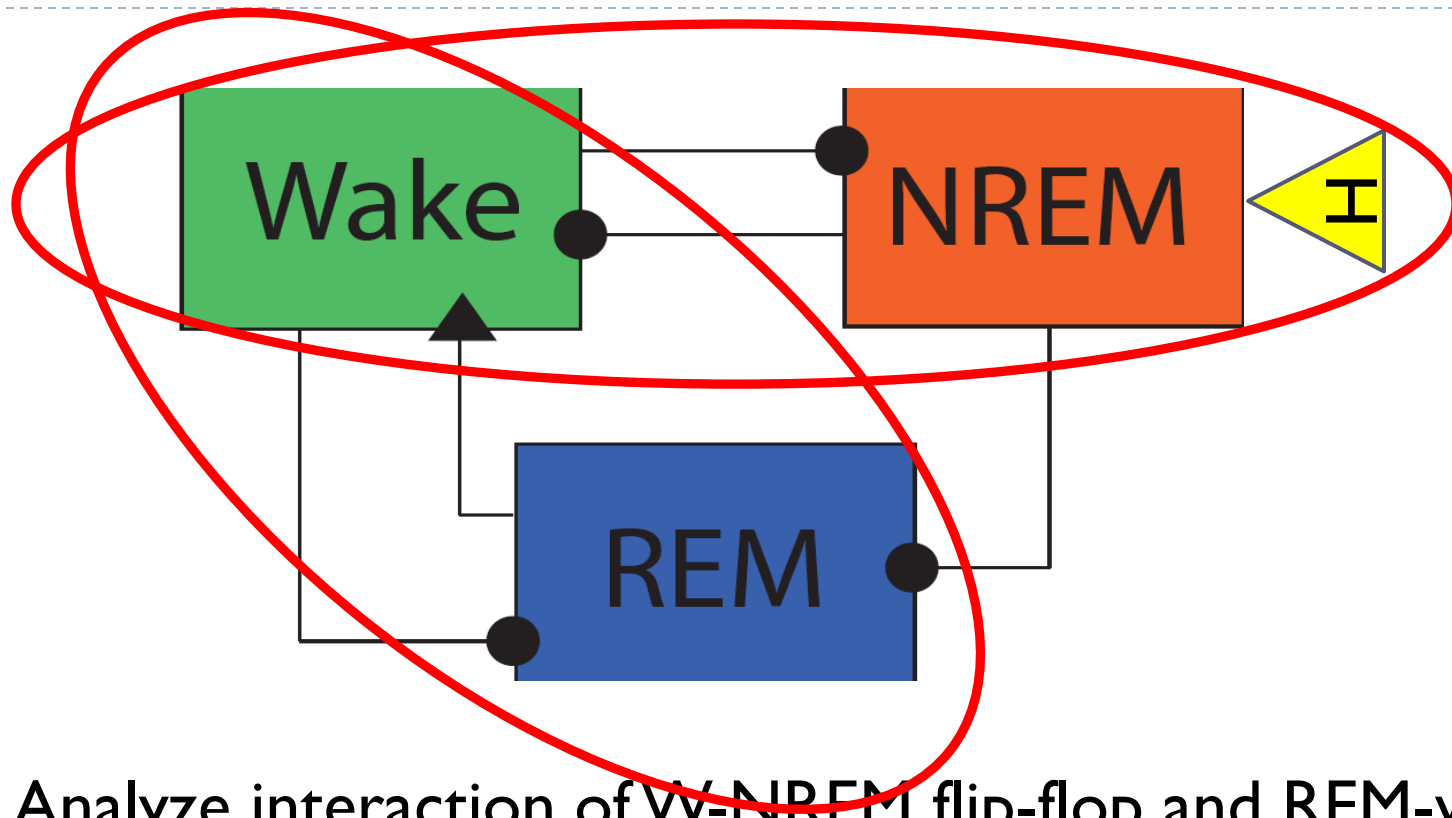 Wake
NREM
H
REM
Analyze interaction of W-NREM flip-flop and REM-